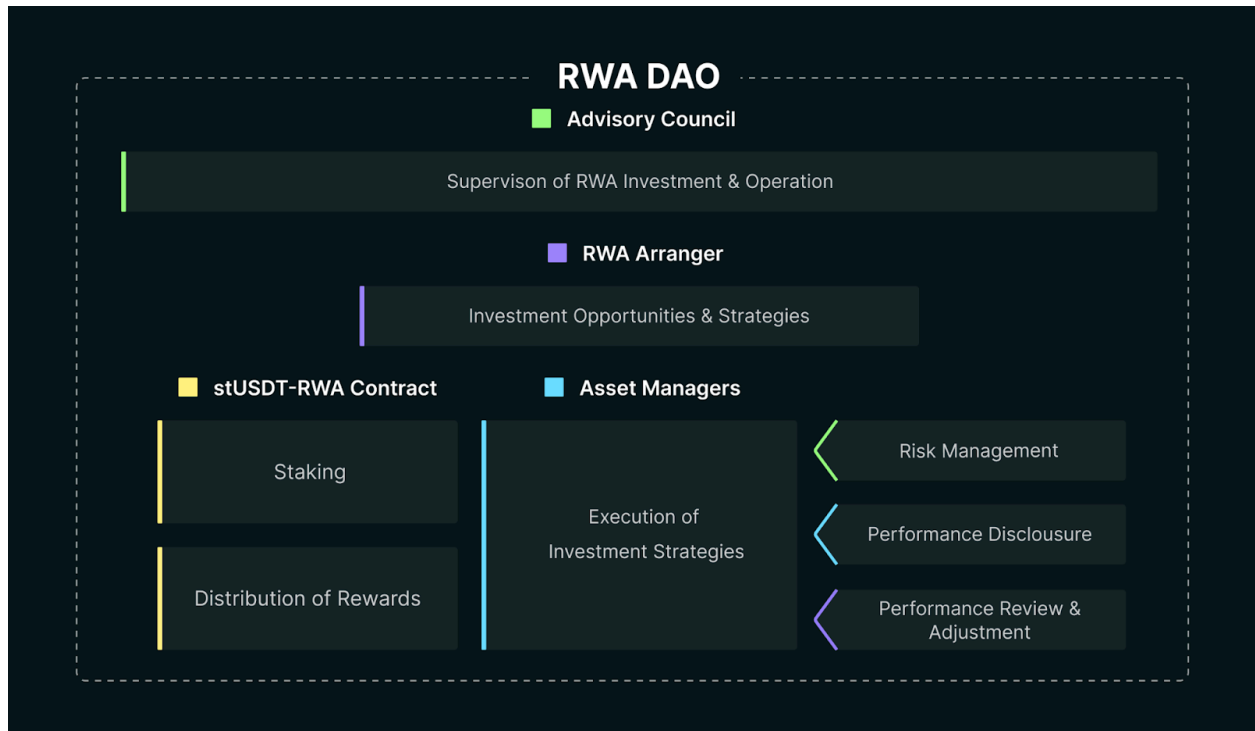 RWA DAO
Advisory Council
Supervison of RWA Investment & Operation
RWA Arranger
Investment Opportunities & Strategies
stUSDT-RWA Contract
Asset Managers
Staking
Distribution of Rewards
Execution of
Investment Strategies
Risk Management
Performance Disclousure
Performance Review &
Adjustment